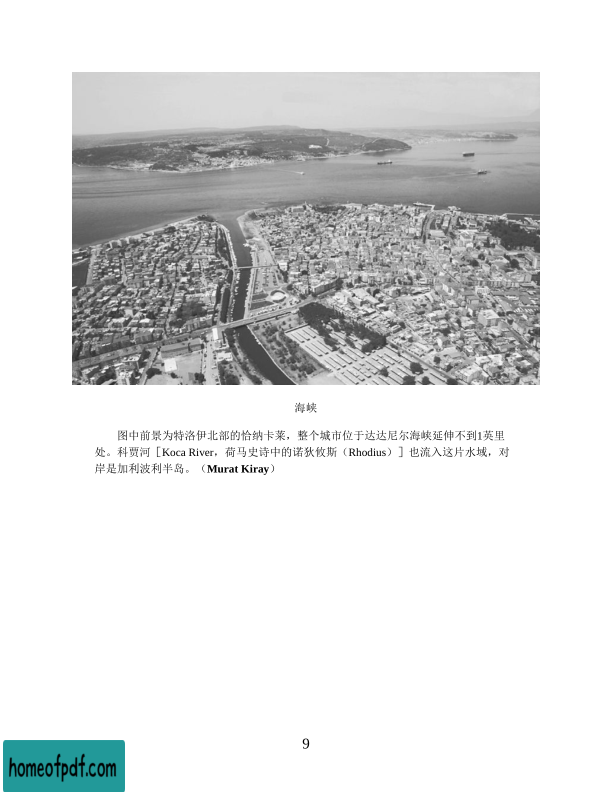 海峡
图中前景为特洛伊北部的恰纳卡莱，整个城市位于达达尼尔海峡延伸不到1英里
处。科贾河［Koca River，荷马史诗中的诺狄攸斯（Rhodius）］也流入这片水域，对
岸是加利波利半岛。（Murat Kiray）
9
homeofpdf.com